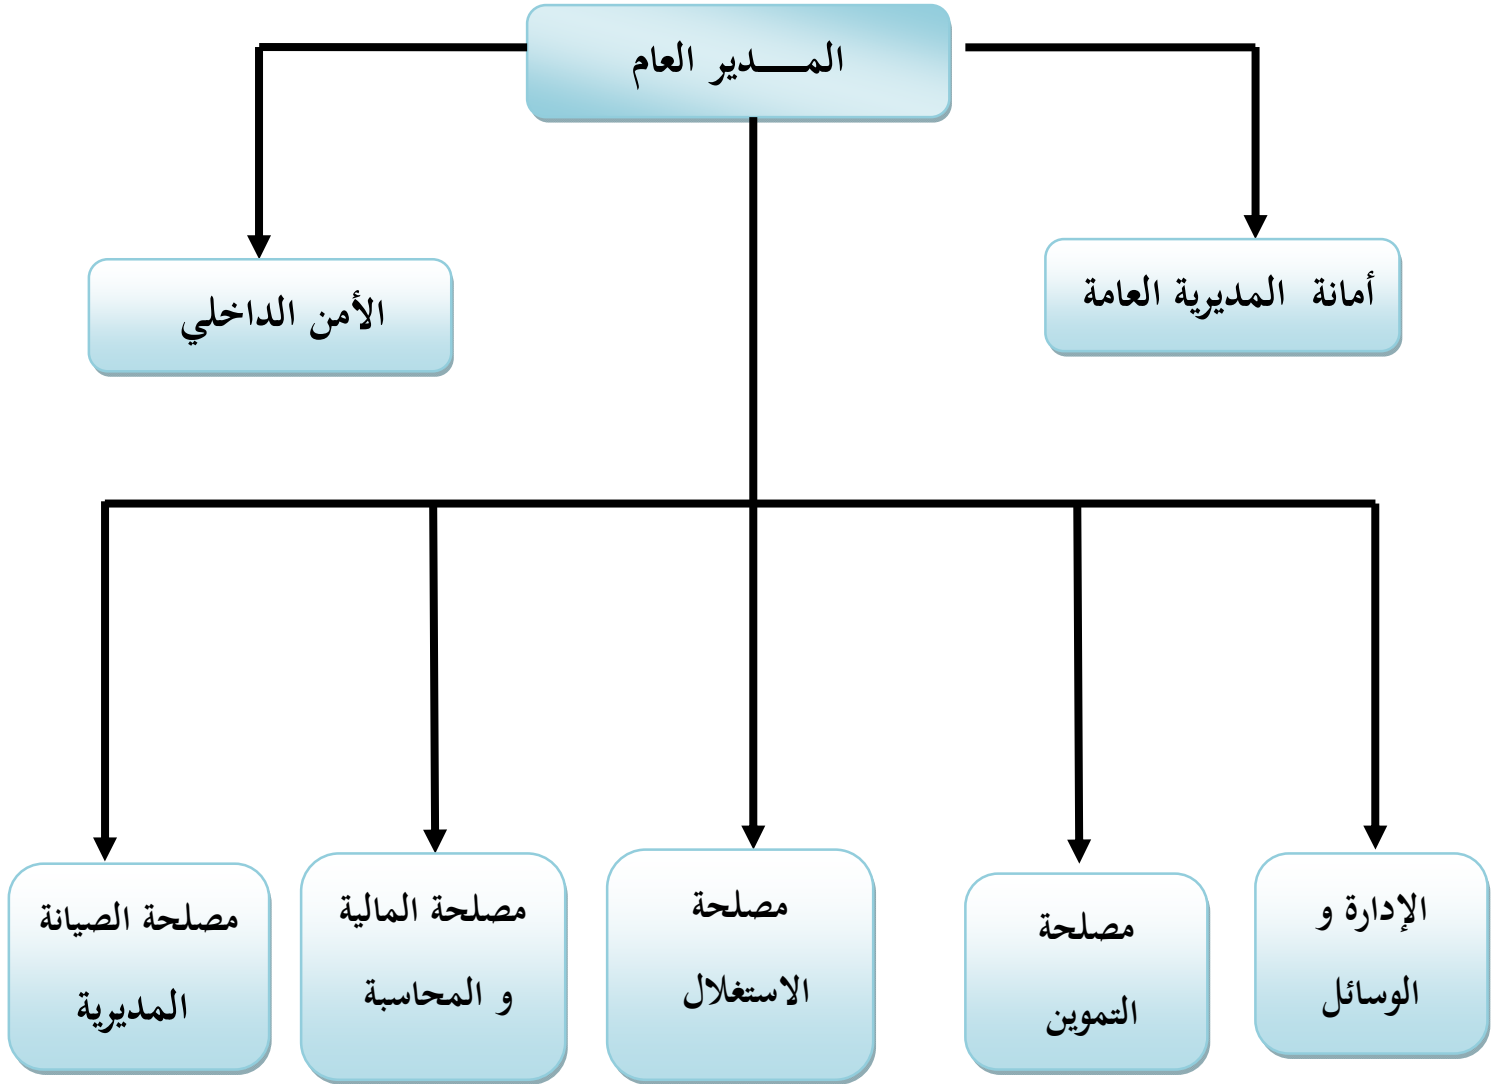 المـــدير العام
أمانة المديرية العامة
الأمن الداخلي
الإدارة و
الوسائل
مصلحة
التموين
مصلحة
الاستغلال
مصلحة المالية
و المحاسبة
مصلحة الصيانة
المديرية